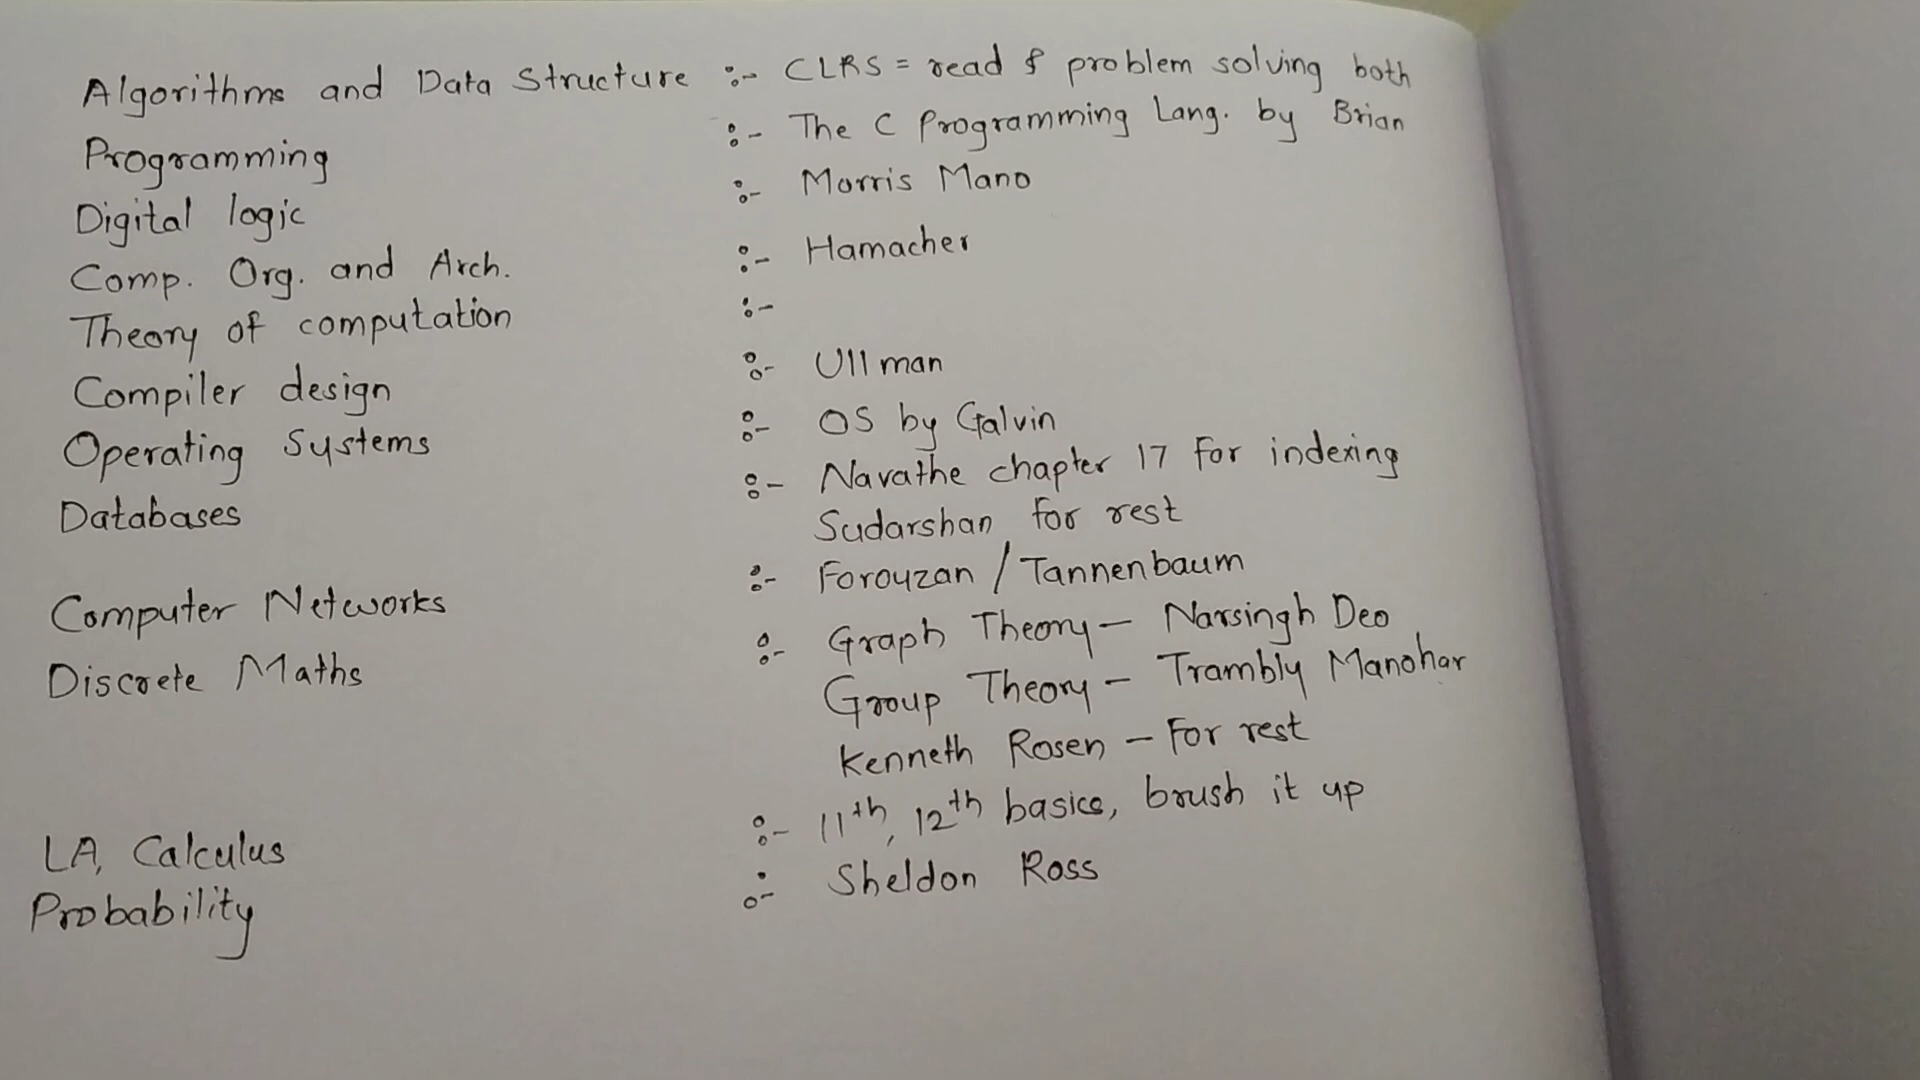 Algorithms and Data Structure :- CLRS = read & problem solving both
Programming :- The C Programming Lang. by Brian
Digital logic :- Morris Mano
Comp. Org. and Arch. :- Hamacher
Theory of computation :-
Compiler design :- Ullman
Operating Systems :- OS by Galvin
Databases :- Navathe chapter 17 For indexing
Sudarshan for rest
Computer Networks :- Forouzan / Tannenbaum
Discrete Maths :- Graph Theory - Narsingh Deo
Group Theory - Trambly Manohar
Kenneth Rosen - For rest
LA, Calculus :- 11th, 12th basics, brush it up
Probability :- Sheldon Ross